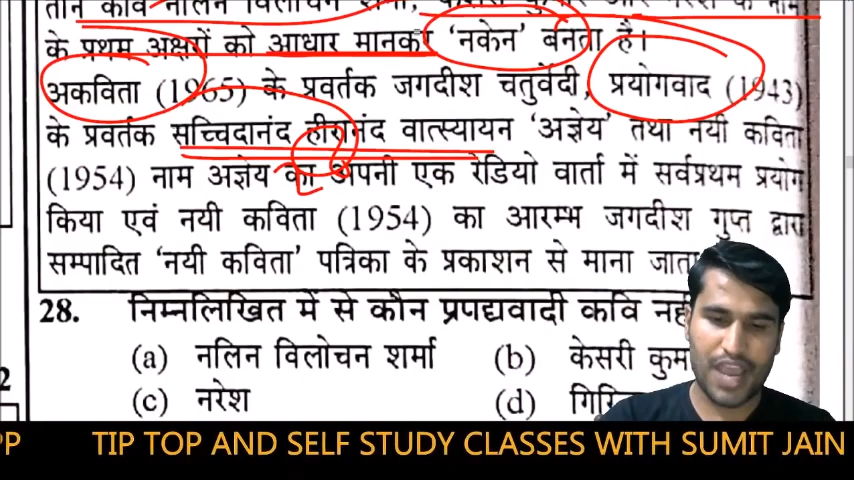 तीन कवि नलिन विलोचन शर्मा, केसरी कुमार और नरेश के नाम
के प्रथम अक्षरों को आधार मानकर 'नकेन' बनता है।
अकविता (1965) के प्रवर्तक जगदीश चतुर्वेदी, प्रयोगवाद (1943)
के प्रवर्तक सच्चिदानंद हीरानंद वात्स्यायन 'अज्ञेय' तथा नयी कविता
(1954) नाम अज्ञेय का अपनी एक रेडियो वार्ता में सर्वप्रथम प्रयोग
किया एवं नयी कविता (1954) का आरम्भ जगदीश गुप्त द्वारा
सम्पादित 'नयी कविता' पत्रिका के प्रकाशन से माना जाता
28. निम्नलिखित में से कौन प्रपद्यवादी कवि नहीं
(a) नलिन विलोचन शर्मा (b) केसरी
(c) नरेश (d)
2
PP TIP TOP AND SELF STUDY CLASSES WITH SUMIT JAIN